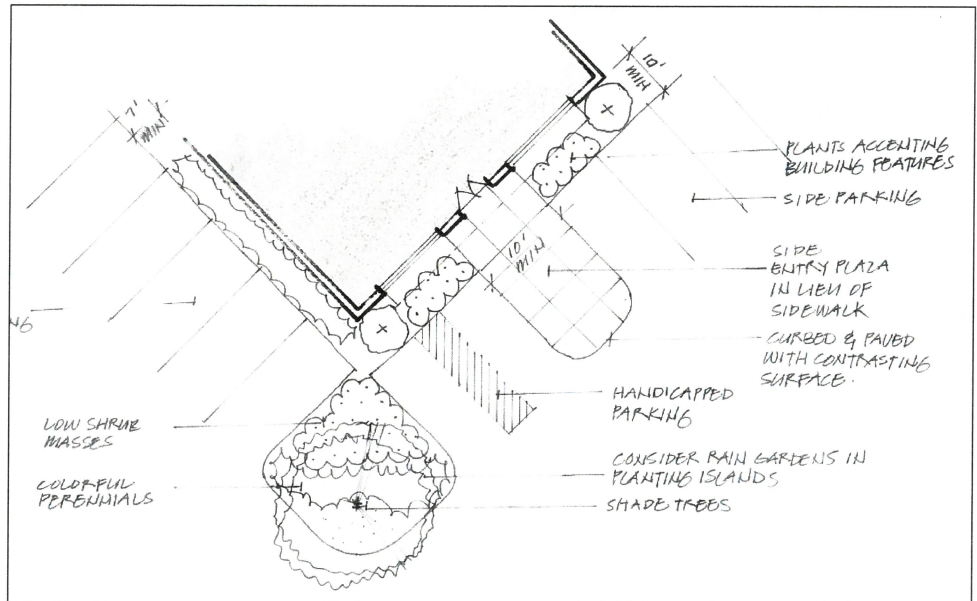 7'
MIN
10'
MIN
PLANTS ACCENTING
BUILDING FEATURES
SIDE PARKING
10'
MIN
SIDE
ENTRY PLAZA
IN LIEU OF
SIDEWALK
CURBED & PAVED
WITH CONTRASTING
SURFACE.
NG
HANDICAPPED
PARKING
LOW SHRUB
MASSES
CONSIDER RAIN GARDENS IN
PLANTING ISLANDS
COLORFUL
PERENNIALS
SHADE TREES